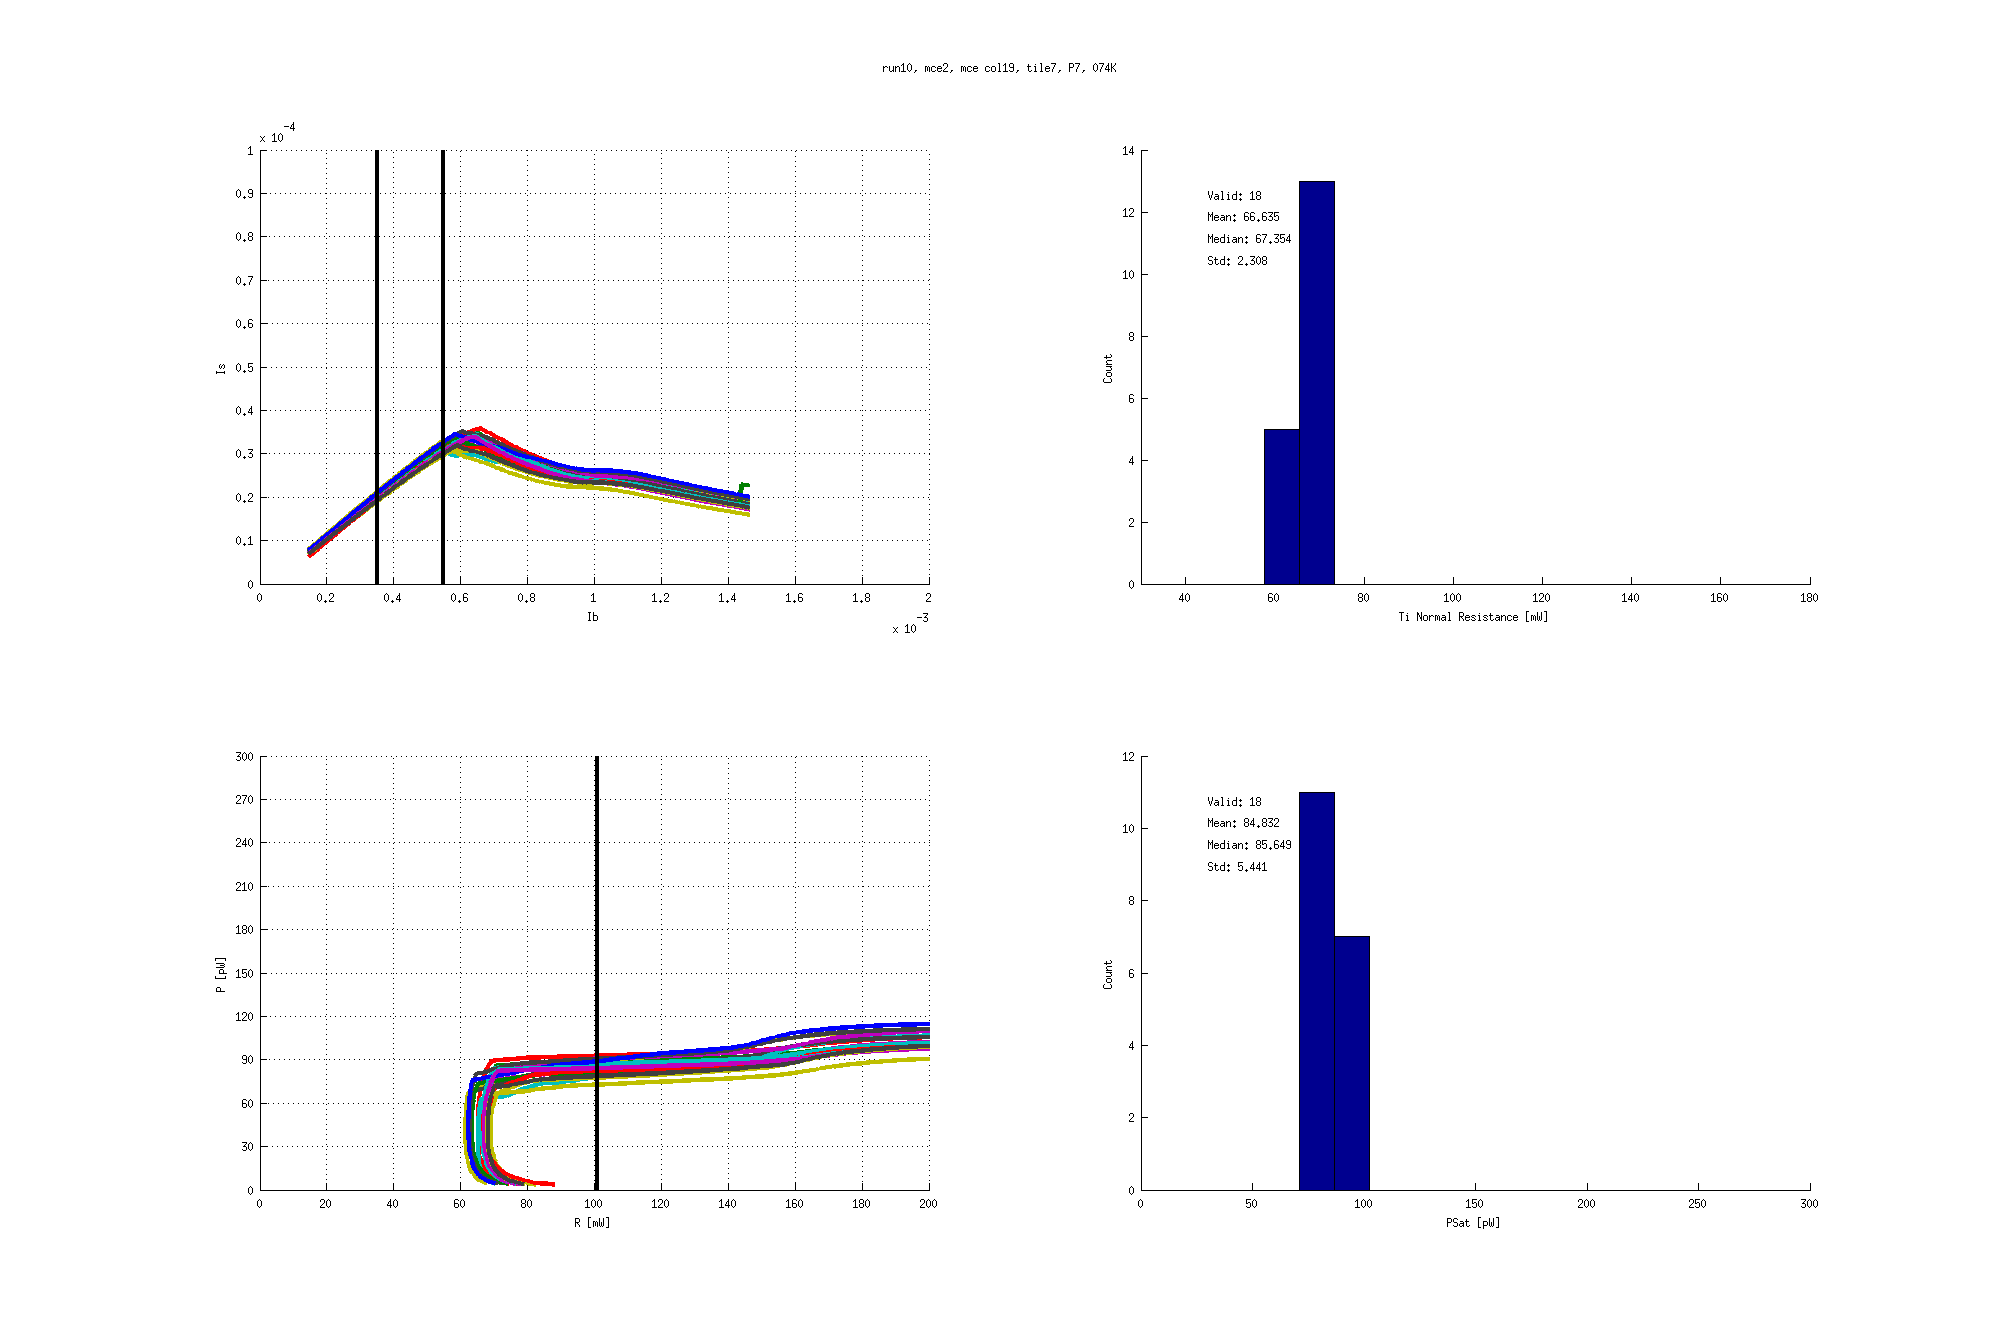 run10, mce2, mce col19, tile7, P7, 074K
x 10^-4
1
0.9
0.8
0.7
0.6
0.5
0.4
0.3
0.2
0.1
0
Is
0 0.2 0.4 0.6 0.8 1 1.2 1.4 1.6 1.8 2
Ib
x 10^-3
14
12
10
8
6
4
2
0
Count
Valid: 18
Mean: 66.635
Median: 67.354
Std: 2.308
40 60 80 100 120 140 160 180
Ti Normal Resistance [mW]
300
270
240
210
180
150
120
90
60
30
0
P [pW]
0 20 40 60 80 100 120 140 160 180 200
R [mW]
12
10
8
6
4
2
0
Count
Valid: 18
Mean: 84.832
Median: 85.649
Std: 5.441
0 50 100 150 200 250 300
PSat [pW]